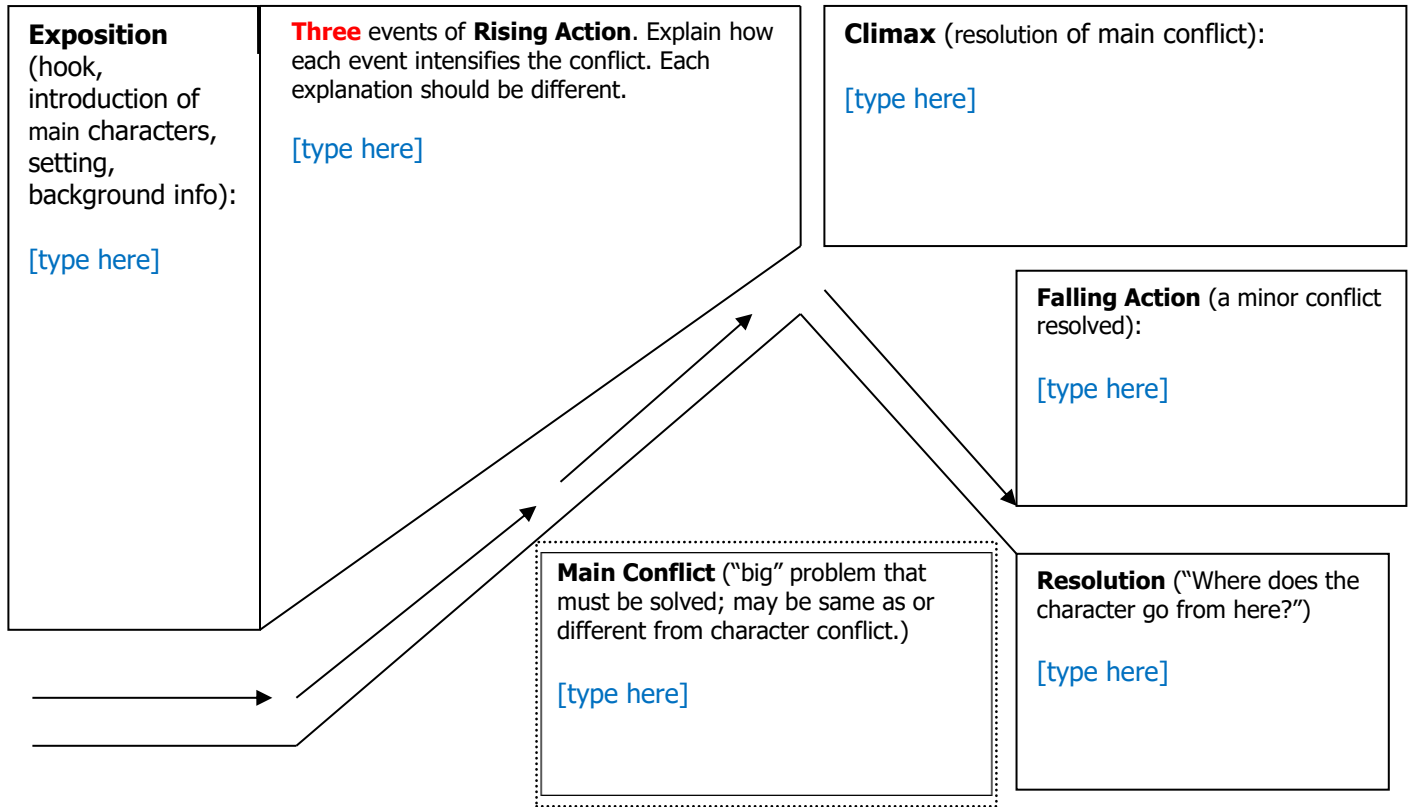 Exposition
(hook,
introduction of
main characters,
setting,
background info):
[type here]
Three events of Rising Action. Explain how
each event intensifies the conflict. Each
explanation should be different.
[type here]
Climax (resolution of main conflict):
[type here]
Falling Action (a minor conflict
resolved):
[type here]
Main Conflict (“big” problem that
must be solved; may be same as or
different from character conflict.)
[type here]
Resolution (“Where does the
character go from here?”)
[type here]